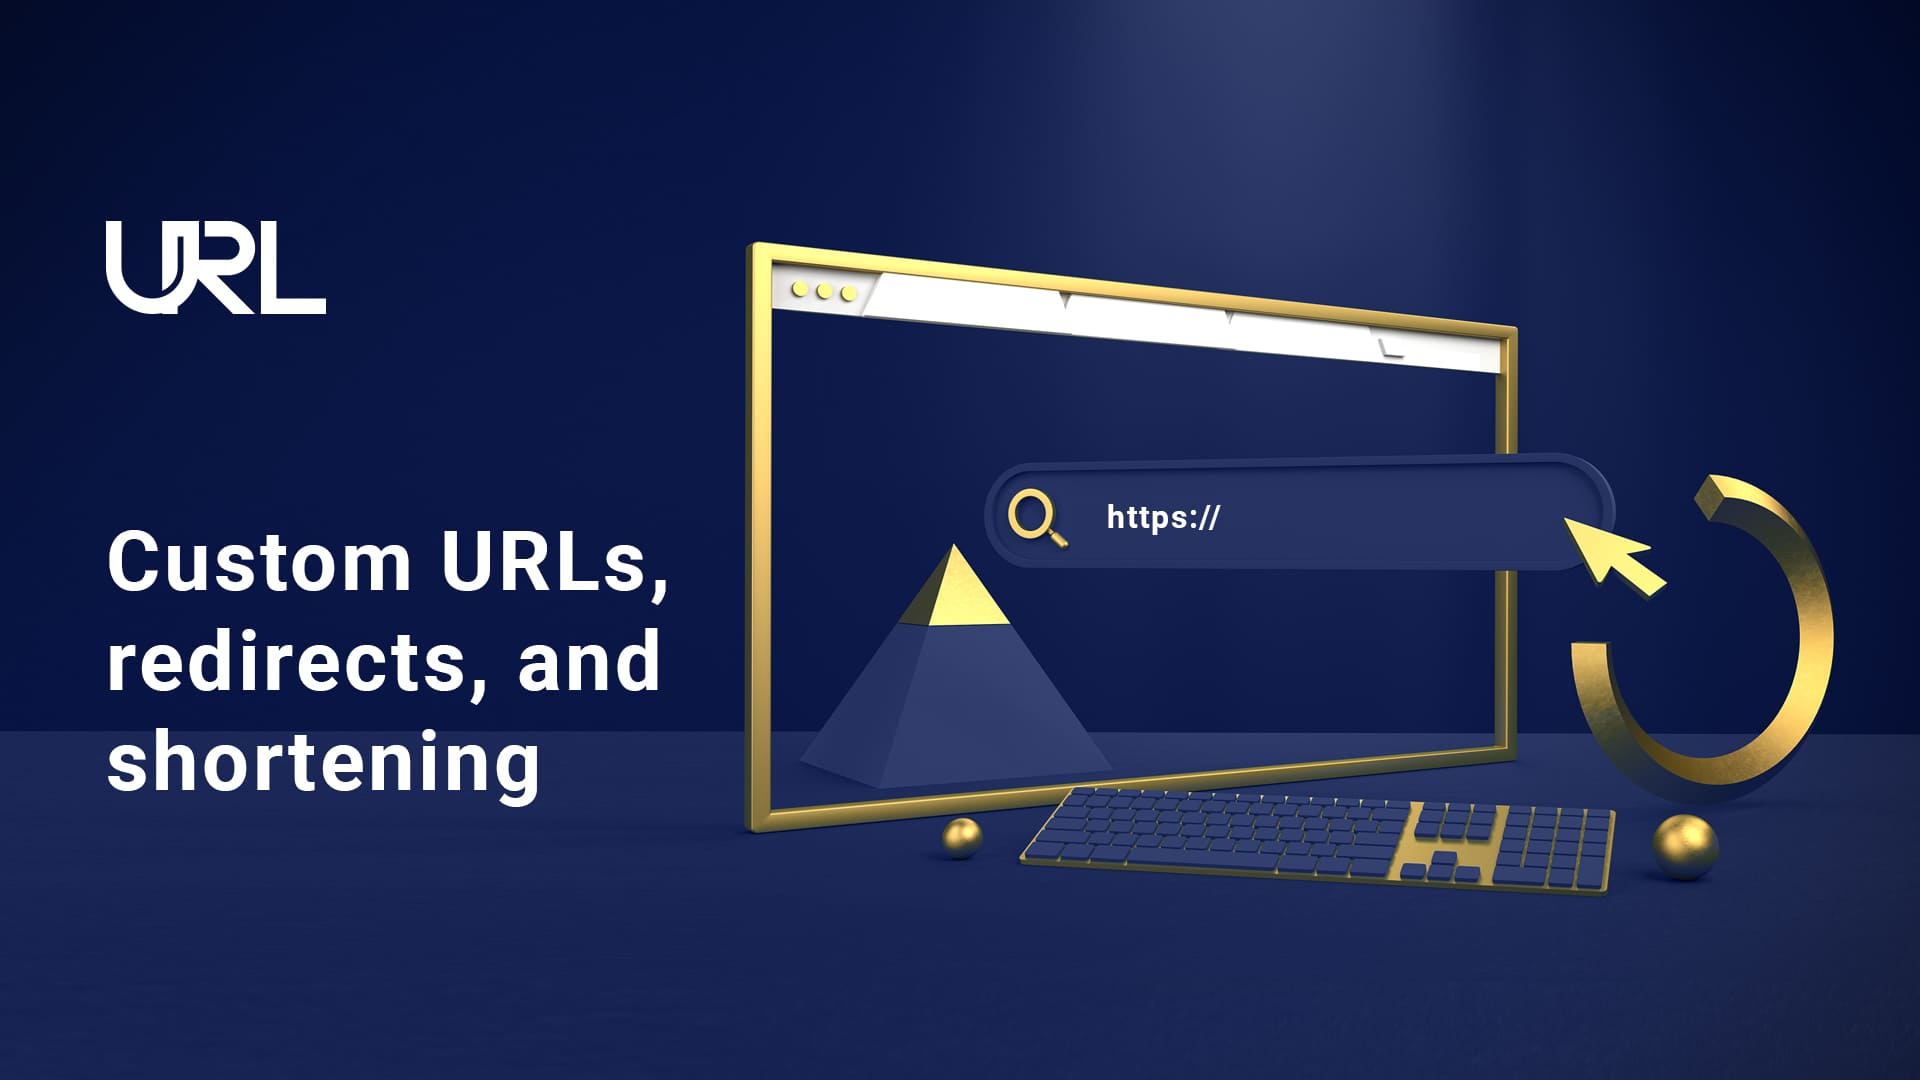 URL
Custom URLs,
redirects, and
shortening
https://